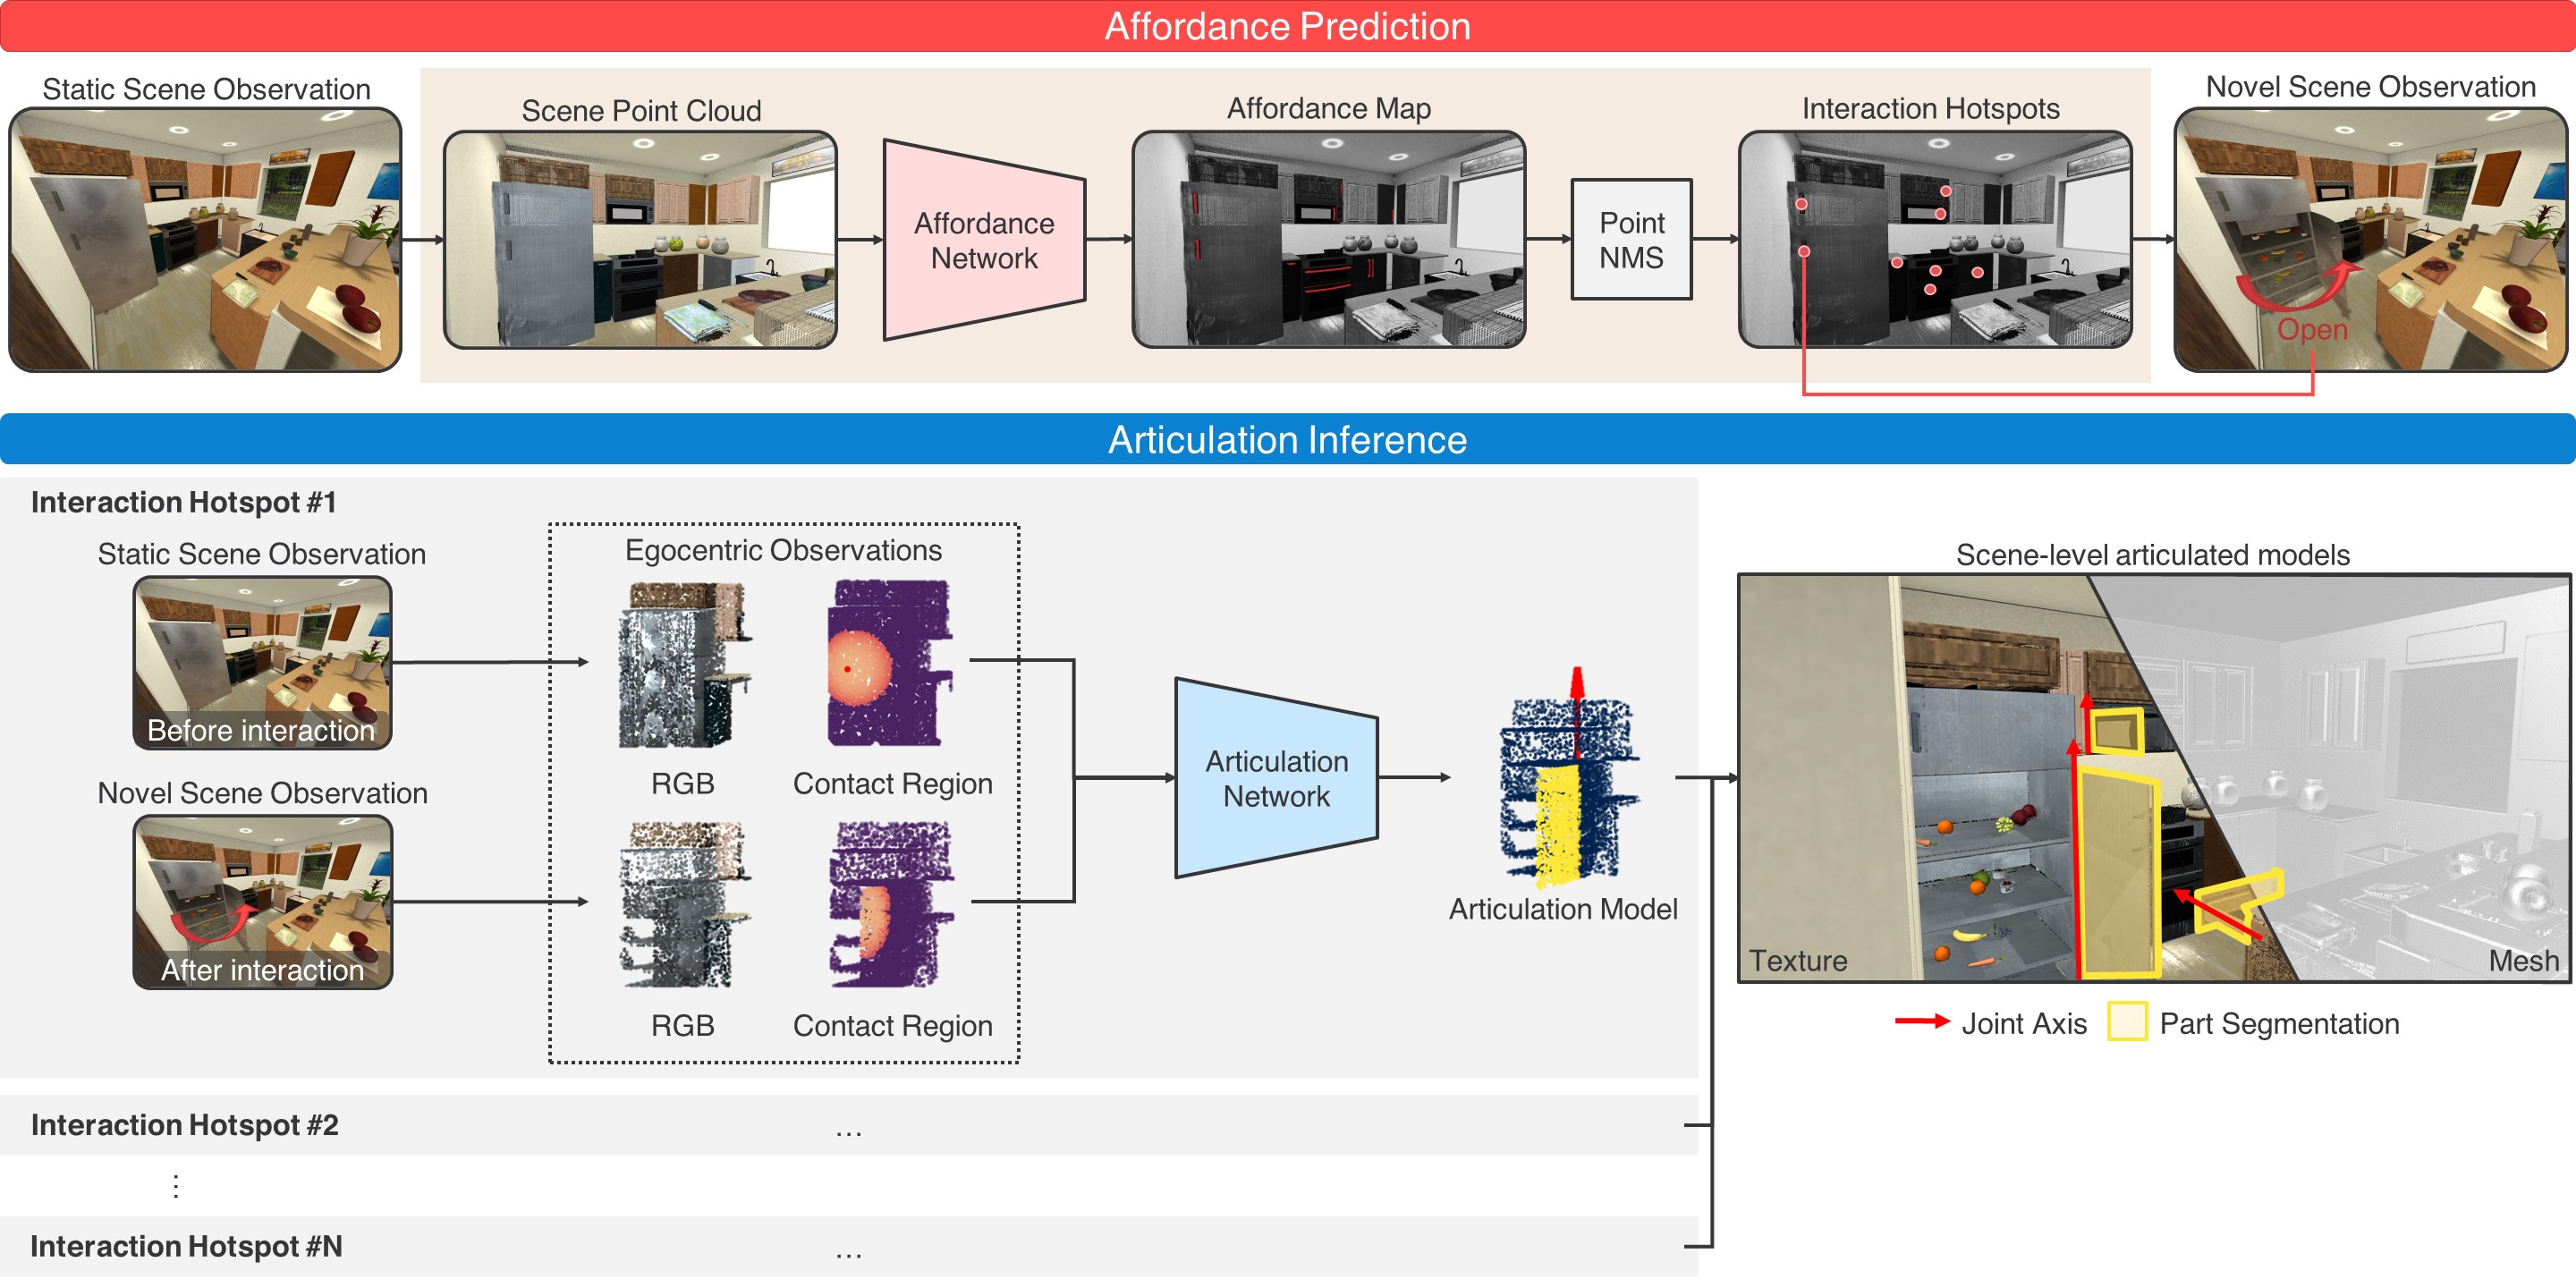 Affordance Prediction
Static Scene Observation
Scene Point Cloud
Affordance Map
Interaction Hotspots
Novel Scene Observation
Affordance
Network
Point
NMS
Open
Articulation Inference
Interaction Hotspot #1
Static Scene Observation
Before interaction
Novel Scene Observation
After interaction
Egocentric Observations
RGB
Contact Region
RGB
Contact Region
Articulation
Network
Articulation Model
Scene-level articulated models
Texture
Mesh
Joint Axis
Part Segmentation
Interaction Hotspot #2
...
⋮
Interaction Hotspot #N
...